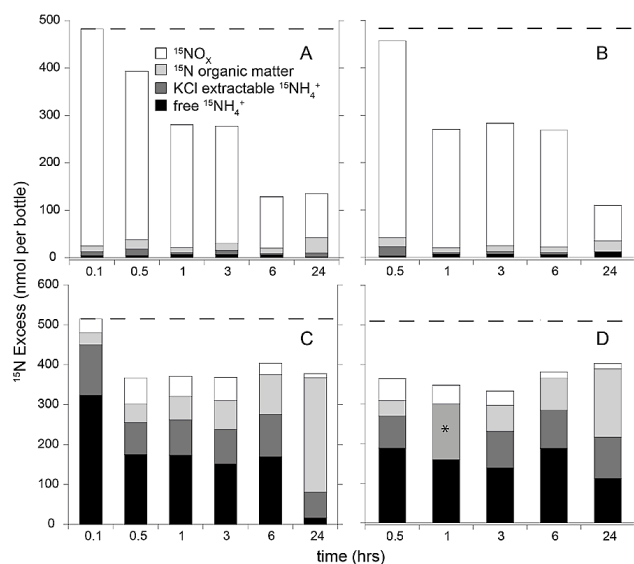 500
400
300
200
100
0
A
¹⁵NOₓ
¹⁵N organic matter
KCl extractable ¹⁵NH₄⁺
free ¹⁵NH₄⁺
0.1 0.5 1 3 6 24
B
0.5 1 3 6 24
¹⁵N Excess (nmol per bottle)
600
500
400
300
200
100
0
C
0.1 0.5 1 3 6 24
D
*
0.5 1 3 6 24
time (hrs)